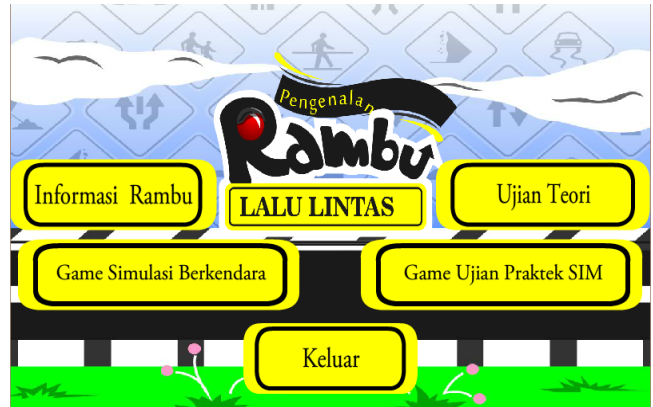 Pengenalan
Rambu
LALU LINTAS
Informasi Rambu
Ujian Teori
Game Simulasi Berkendara
Game Ujian Praktek SIM
Keluar